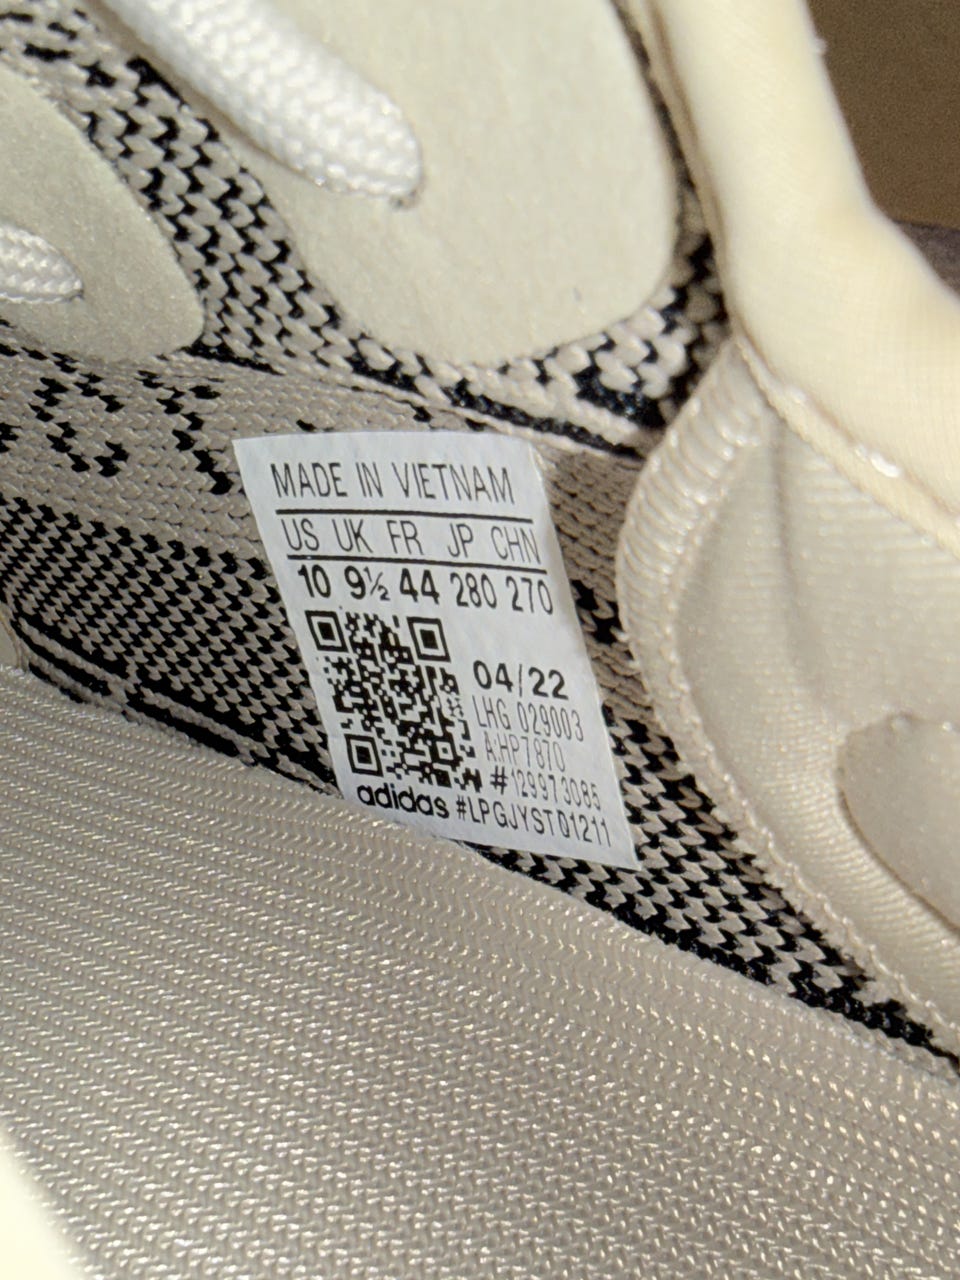 MADE IN VIETNAM
US UK FR JP CHN
10 9½ 44 280 270
04/22
LHG 029003
A:HP7870
#129973085
adidas #LPGJYST01211